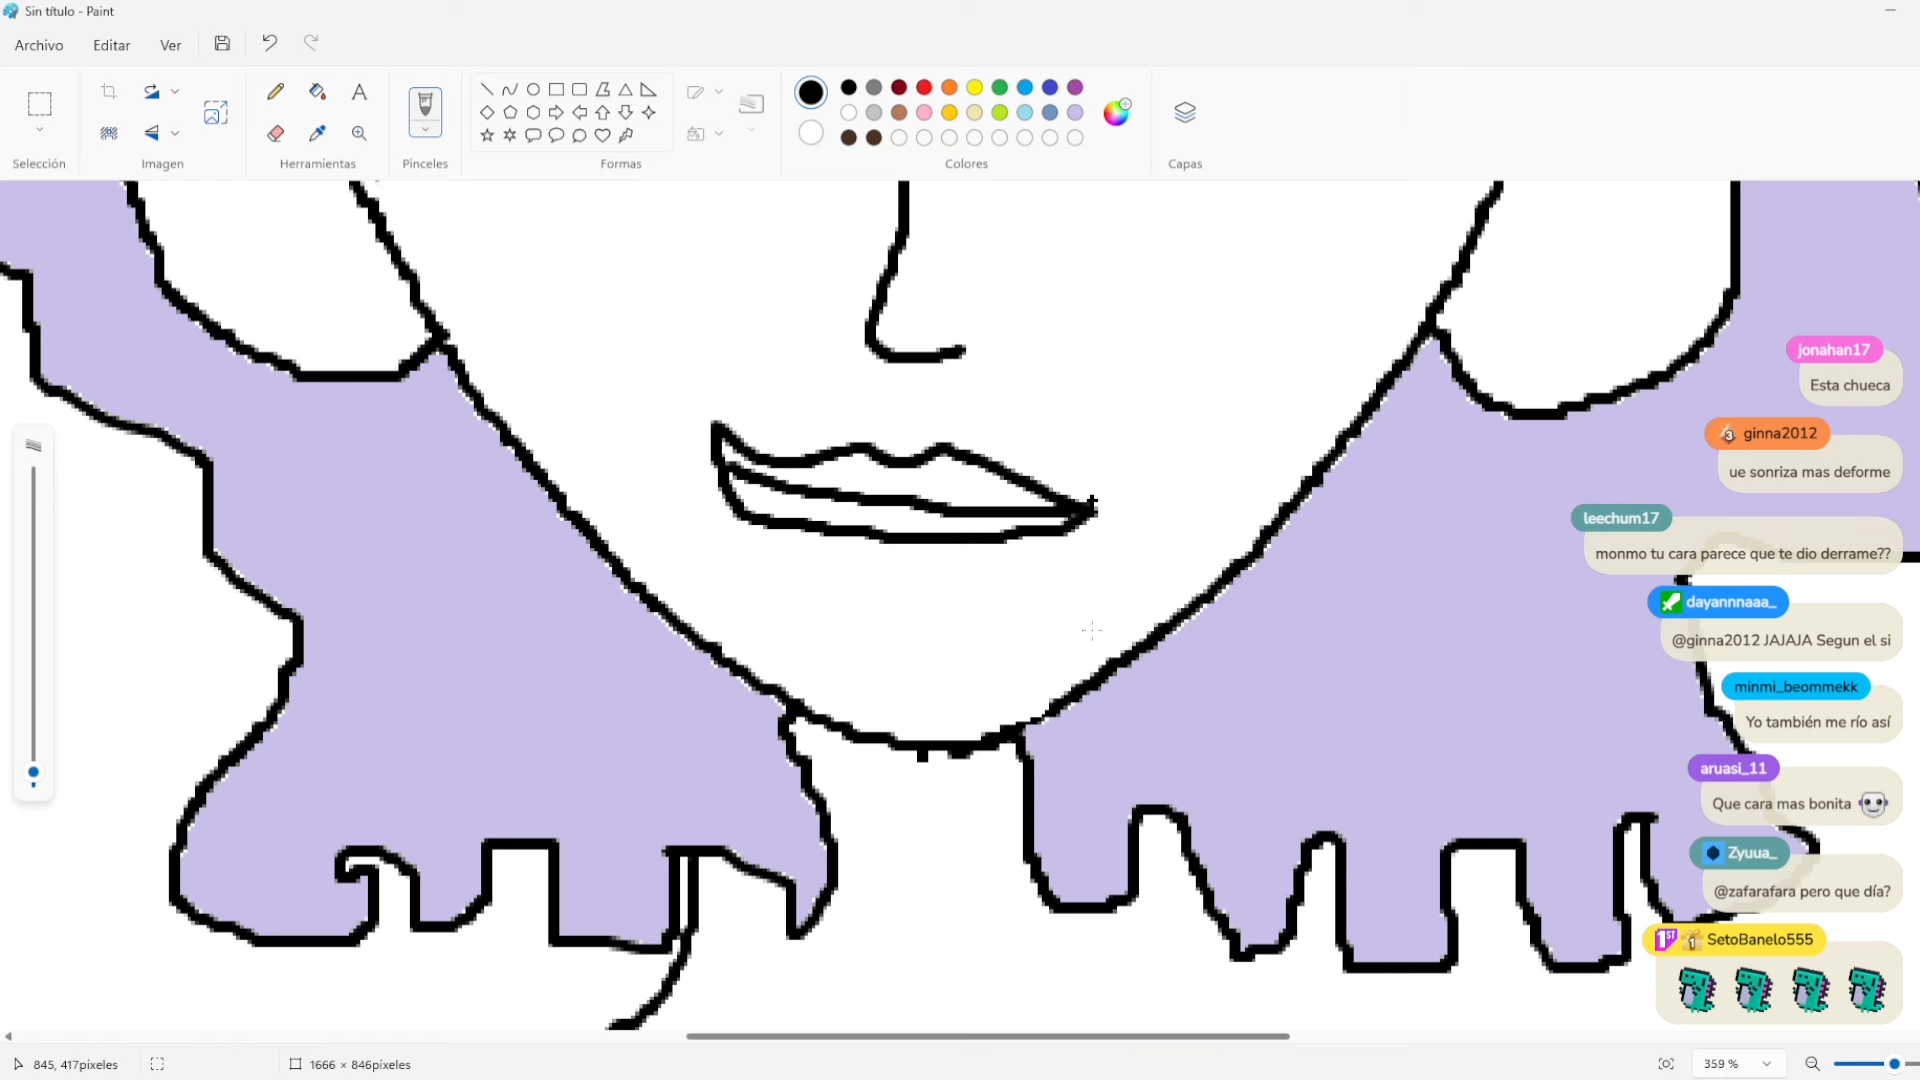 Sin título - Paint
Archivo
Editar
Ver
Selección
Imagen
Herramientas
Pinceles
Formas
Colores
Capas
jonahan17
Esta chueca
3 ginna2012
ue sonriza mas deforme
leechum17
monmo tu cara parece que te dio derrame??
dayannnaaa_
@ginna2012 JAJAJA Segun el si
minmi_beommekk
Yo también me río así
aruasi_11
Que cara mas bonita
Zyuua_
@zafarafara pero que día?
1ST 1 SetoBanelo555
845, 417píxeles
1666 × 846píxeles
359 %